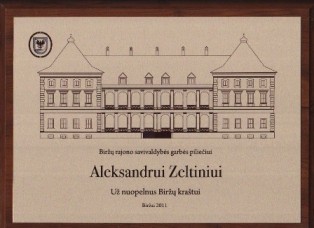 Biržų rajono savivaldybės garbės piliečiui
Aleksandrui Zeltiniui
Už nuopelnus Biržų kraštui
Biržai 2011